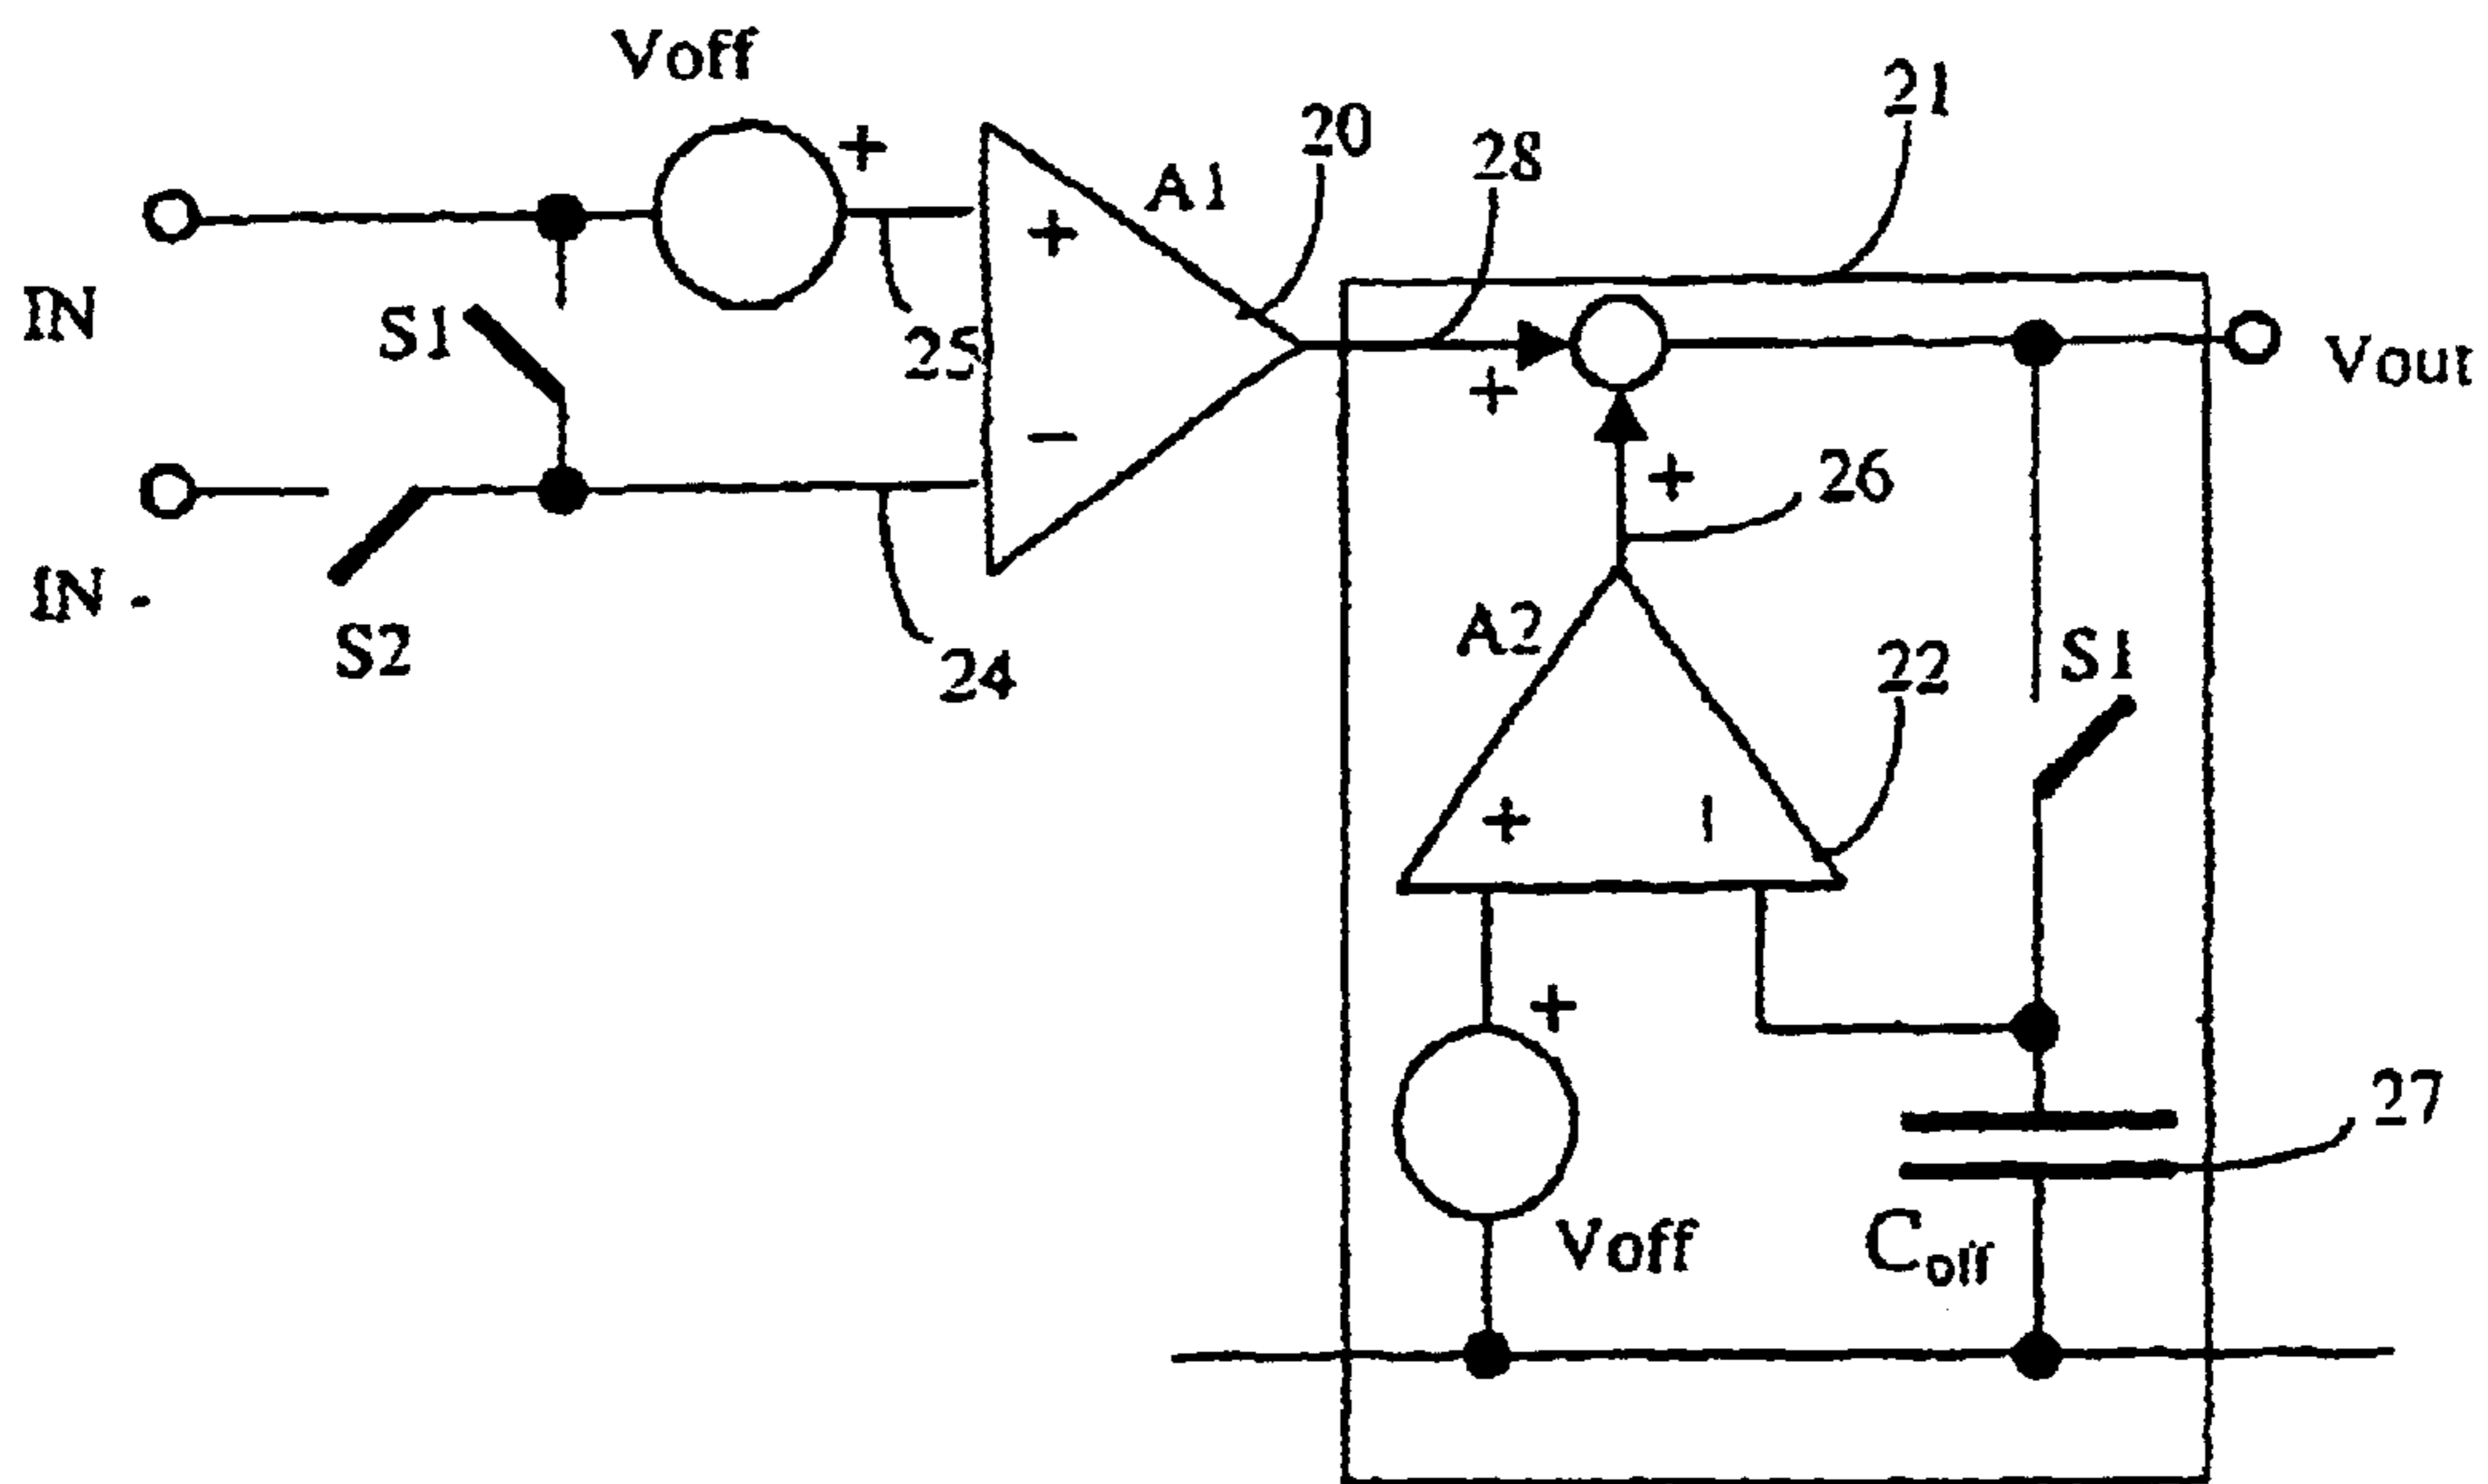 Voff
+
20
28
21
A1
+
IN
S1
25
+
Vout
−
+
26
IN -
S2
24
A2
22
S1
+
−
+
27
Voff
Coff